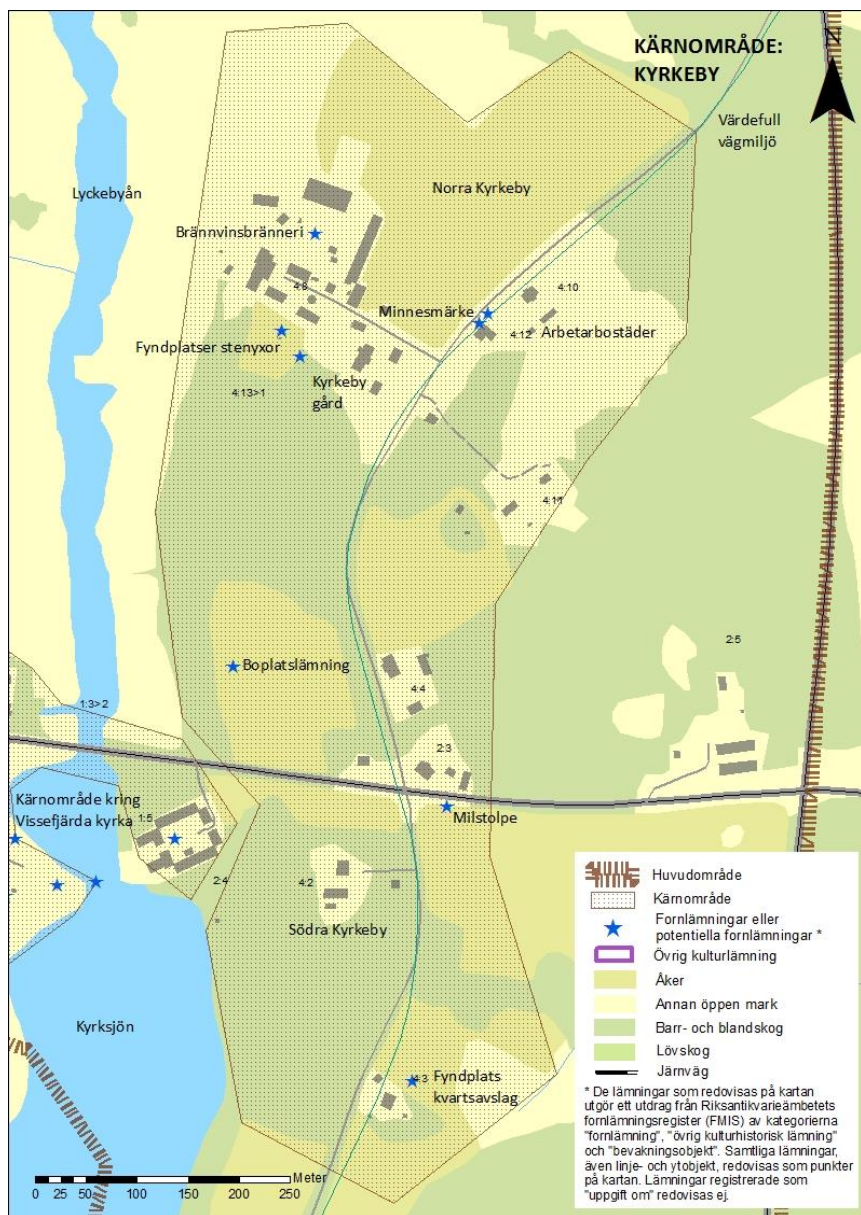 KÄRNOMRÅDE:
KYRKEBY
N
Värdefull
vägmiljö
Lyckebyån
Norra Kyrkeby
Brännvinsbränneri
4:8
4:10
Minnesmärke
4:12
Arbetarbostäder
Fyndplatser stenyxor
Kyrkeby
gård
4:13>1
4:11
2:5
Boplatslämning
4:4
1:3>2
2:3
Kärnområde kring
Vissefjärda kyrka
1:5
Milstolpe
2:4
4:2
Södra Kyrkeby
Kyrksjön
4:3
Fyndplats
kvartsavslag
Huvudområde
Kärnområde
Fornlämningar eller
potentiella fornlämningar *
Övrig kulturlämning
Åker
Annan öppen mark
Barr- och blandskog
Lövskog
Järnväg
* De lämningar som redovisas på kartan
utgör ett utdrag från Riksantikvarieämbetets
fornlämningsregister (FMIS) av kategorierna
"fornlämning", "övrig kulturhistorisk lämning"
och "bevakningsobjekt". Samtliga lämningar,
även linje- och ytobjekt, redovisas som punkter
på kartan. Lämningar registrerade som
"uppgift om" redovisas ej.
Meter
0 25 50 100 150 200 250